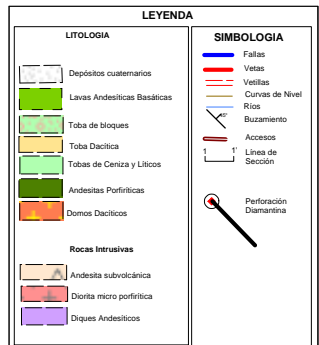 LEYENDA
LITOLOGIA
Depósitos cuaternarios
Lavas Andesíticas Basáticas
Toba de bloques
Toba Dacítica
Tobas de Ceniza y Líticos
Andesitas Porfiríticas
Domos Dacíticos
Rocas Intrusivas
Andesita subvolcánica
Diorita micro porfirítica
Diques Andesíticos
SIMBOLOGIA
Fallas
Vetas
Vetillas
Curvas de Nivel
Ríos
Buzamiento
Accesos
1 1' Línea de
Sección
Perforación
Diamantina